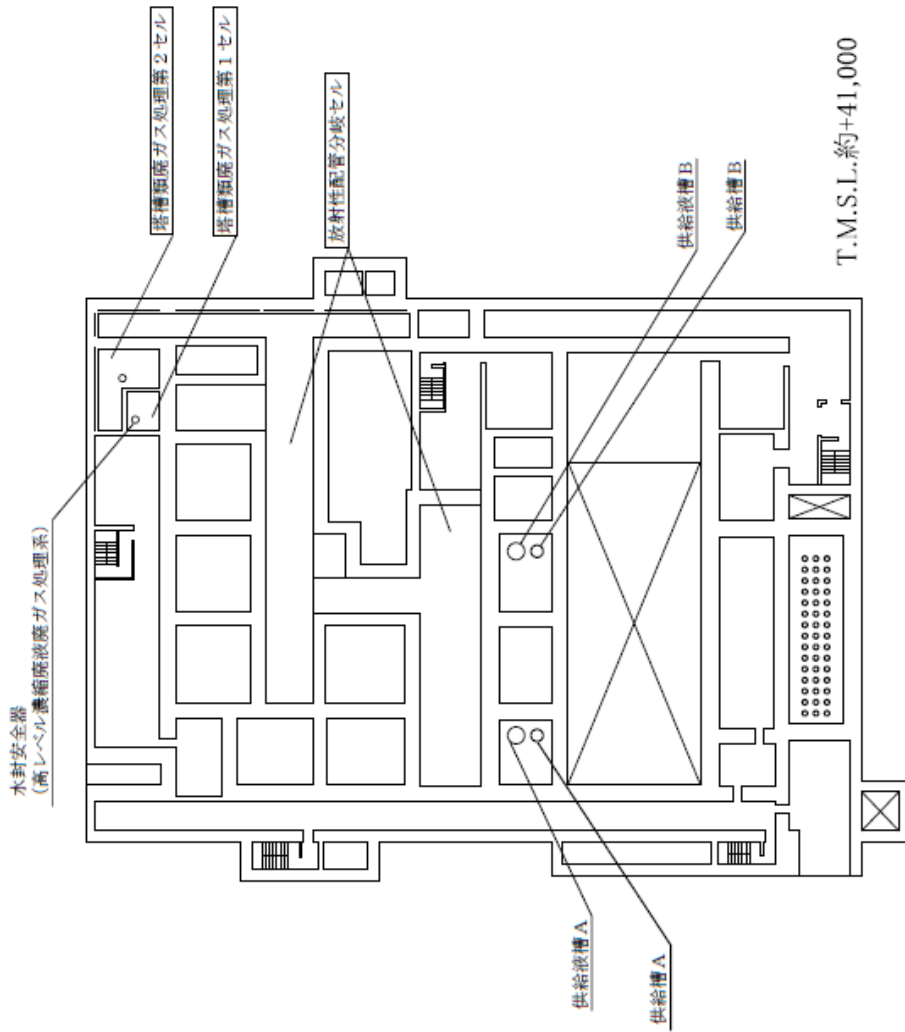 水封安全器
(高レベル濃縮廃液廃ガス処理系)
塔槽類廃ガス処理第2セル
塔槽類廃ガス処理第1セル
放射性配管分岐セル
供給液槽B
供給槽B
供給液槽A
供給槽A
T.M.S.L.約+41,000